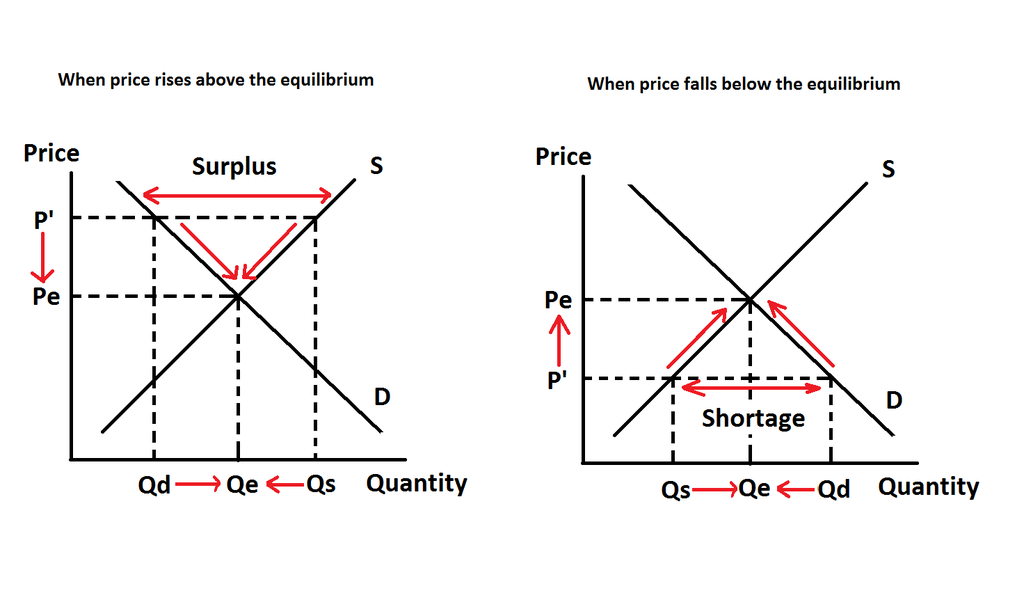 When price rises above the equilibrium
Price
Surplus
S
P'
Pe
D
Qd
Qe
Qs
Quantity
When price falls below the equilibrium
Price
S
Pe
P'
Shortage
D
Qs
Qe
Qd
Quantity